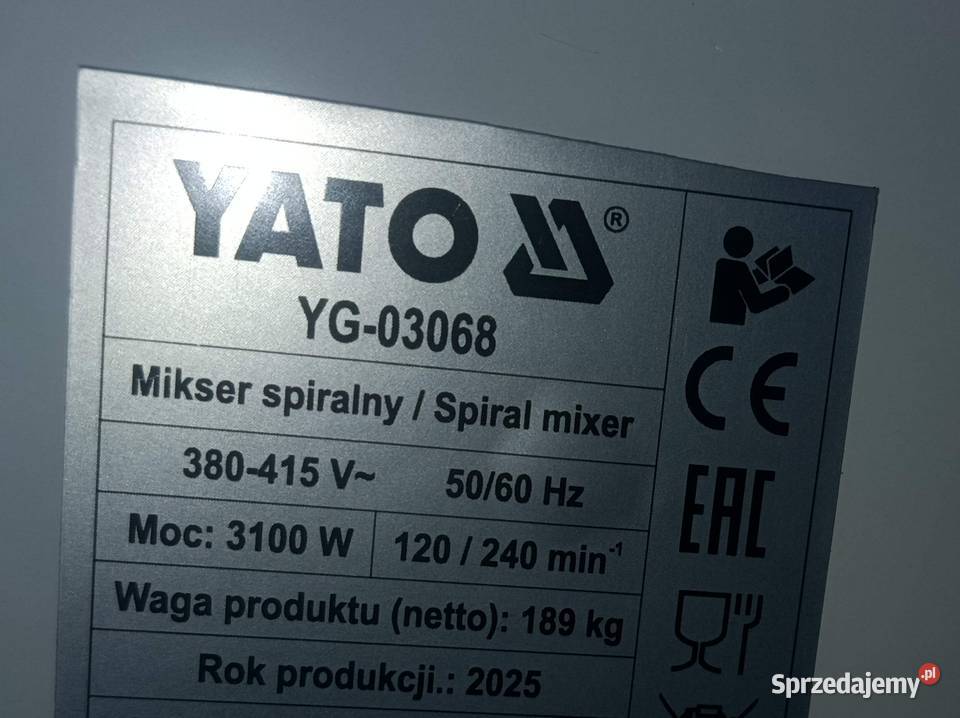 YATO ®
YG-03068
Mikser spiralny / Spiral mixer
380-415 V~ 50/60 Hz
Moc: 3100 W 120 / 240 min⁻¹
Waga produktu (netto): 189 kg
Rok produkcji.: 2025
CE
EAC
Sprzedajemy.pl